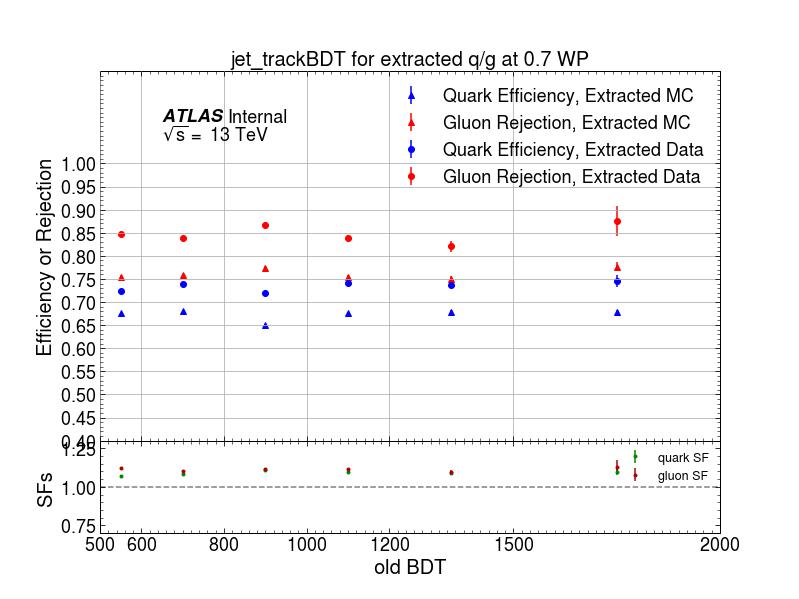 jet_trackBDT for extracted q/g at 0.7 WP
ATLAS Internal
√s = 13 TeV
Quark Efficiency, Extracted MC
Gluon Rejection, Extracted MC
Quark Efficiency, Extracted Data
Gluon Rejection, Extracted Data
Efficiency or Rejection
1.00
0.95
0.90
0.85
0.80
0.75
0.70
0.65
0.60
0.55
0.50
0.45
0.40
SFs
1.25
1.00
0.75
quark SF
gluon SF
500 600 800 1000 1200 1500 2000
old BDT